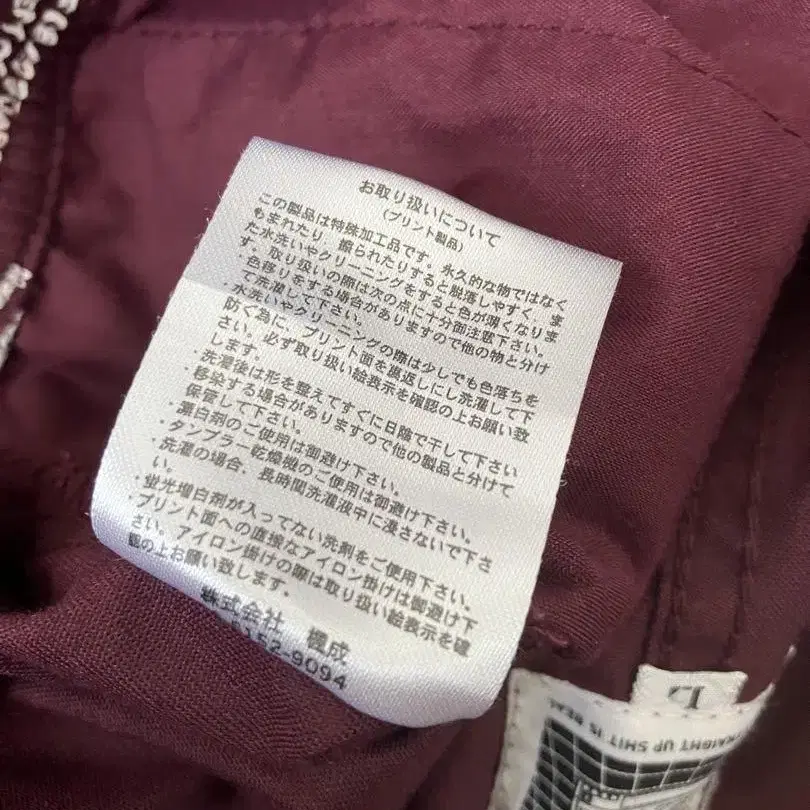 お取り扱いについて
(プリント製品)
この製品は特殊加工品です。永久的な物ではなく
もまれたり、擦られたりすると脱落しやすく、ま
た水洗いやクリーニングをすると色が薄くなりま
す。取り扱いの際は次の点に十分面注意下さい。
・色移りをする場合がありますので他の物と分け
て洗濯して下さい。
・水洗いやクリーニングの際は少しでも色落ちを
防ぐ為に、プリント面を裏返しにし洗濯して下
さい。必ず取り扱い絵表示を確認の上お願い致
します。
・洗濯後は形を整えてすぐに日陰で干して下さい
・移染する場合がありますので他の製品と分けて
保管して下さい。
・漂白剤のご使用は御避け下さい。
・タンブラー乾燥機のご使用は御避け下さい。
・洗濯の場合、長時間洗濯液中に浸さないで下さ
い。
・蛍光増白剤が入ってない洗剤をご使用下さい。
・プリント面への直接なアイロン掛けは御避け下
さい。アイロン掛けの際は取り扱い絵表示を確
認の上お願い致します。
株式会社 櫻成
5152-9094
L
STRAIGHT UP SHIT IS REAL